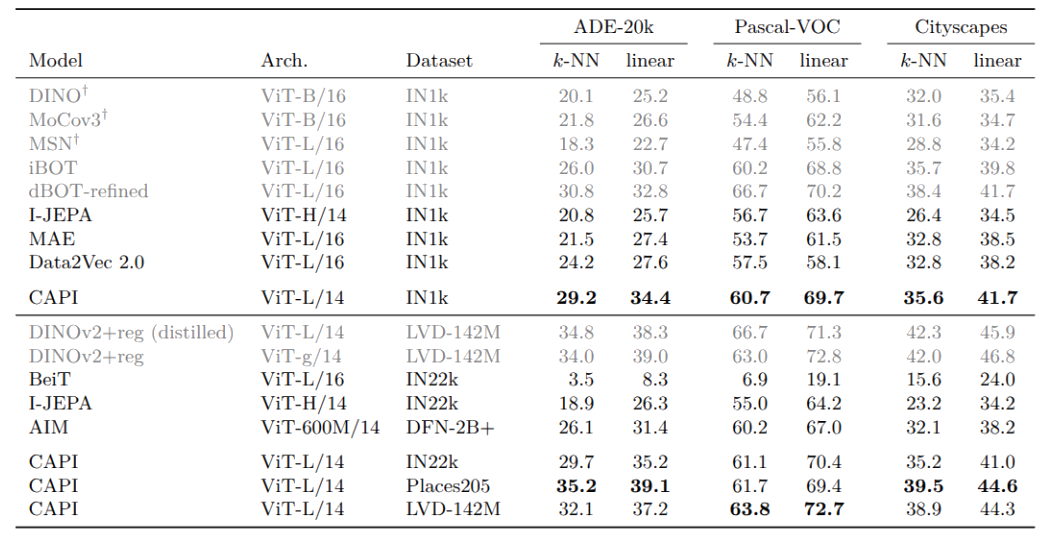 ADE-20k Pascal-VOC Cityscapes
Model Arch. Dataset k-NN linear k-NN linear k-NN linear
DINO† ViT-B/16 IN1k 20.1 25.2 48.8 56.1 32.0 35.4
MoCov3† ViT-B/16 IN1k 21.8 26.6 54.4 62.2 31.6 34.7
MSN† ViT-L/16 IN1k 18.3 22.7 47.4 55.8 28.8 34.2
iBOT ViT-L/16 IN1k 26.0 30.7 60.2 68.8 35.7 39.8
dBOT-refined ViT-L/16 IN1k 30.8 32.8 66.7 70.2 38.4 41.7
I-JEPA ViT-H/14 IN1k 20.8 25.7 56.7 63.6 26.4 34.5
MAE ViT-L/16 IN1k 21.5 27.4 53.7 61.5 32.8 38.5
Data2Vec 2.0 ViT-L/16 IN1k 24.2 27.6 57.5 58.1 32.8 38.2
CAPI ViT-L/14 IN1k 29.2 34.4 60.7 69.7 35.6 41.7
DINOv2+reg (distilled) ViT-L/14 LVD-142M 34.8 38.3 66.7 71.3 42.3 45.9
DINOv2+reg ViT-g/14 LVD-142M 34.0 39.0 63.0 72.8 42.0 46.8
BeiT ViT-L/16 IN22k 3.5 8.3 6.9 19.1 15.6 24.0
I-JEPA ViT-H/14 IN22k 18.9 26.3 55.0 64.2 23.2 34.2
AIM ViT-600M/14 DFN-2B+ 26.1 31.4 60.2 67.0 32.1 38.2
CAPI ViT-L/14 IN22k 29.7 35.2 61.1 70.4 35.2 41.0
CAPI ViT-L/14 Places205 35.2 39.1 61.7 69.4 39.5 44.6
CAPI ViT-L/14 LVD-142M 32.1 37.2 63.8 72.7 38.9 44.3